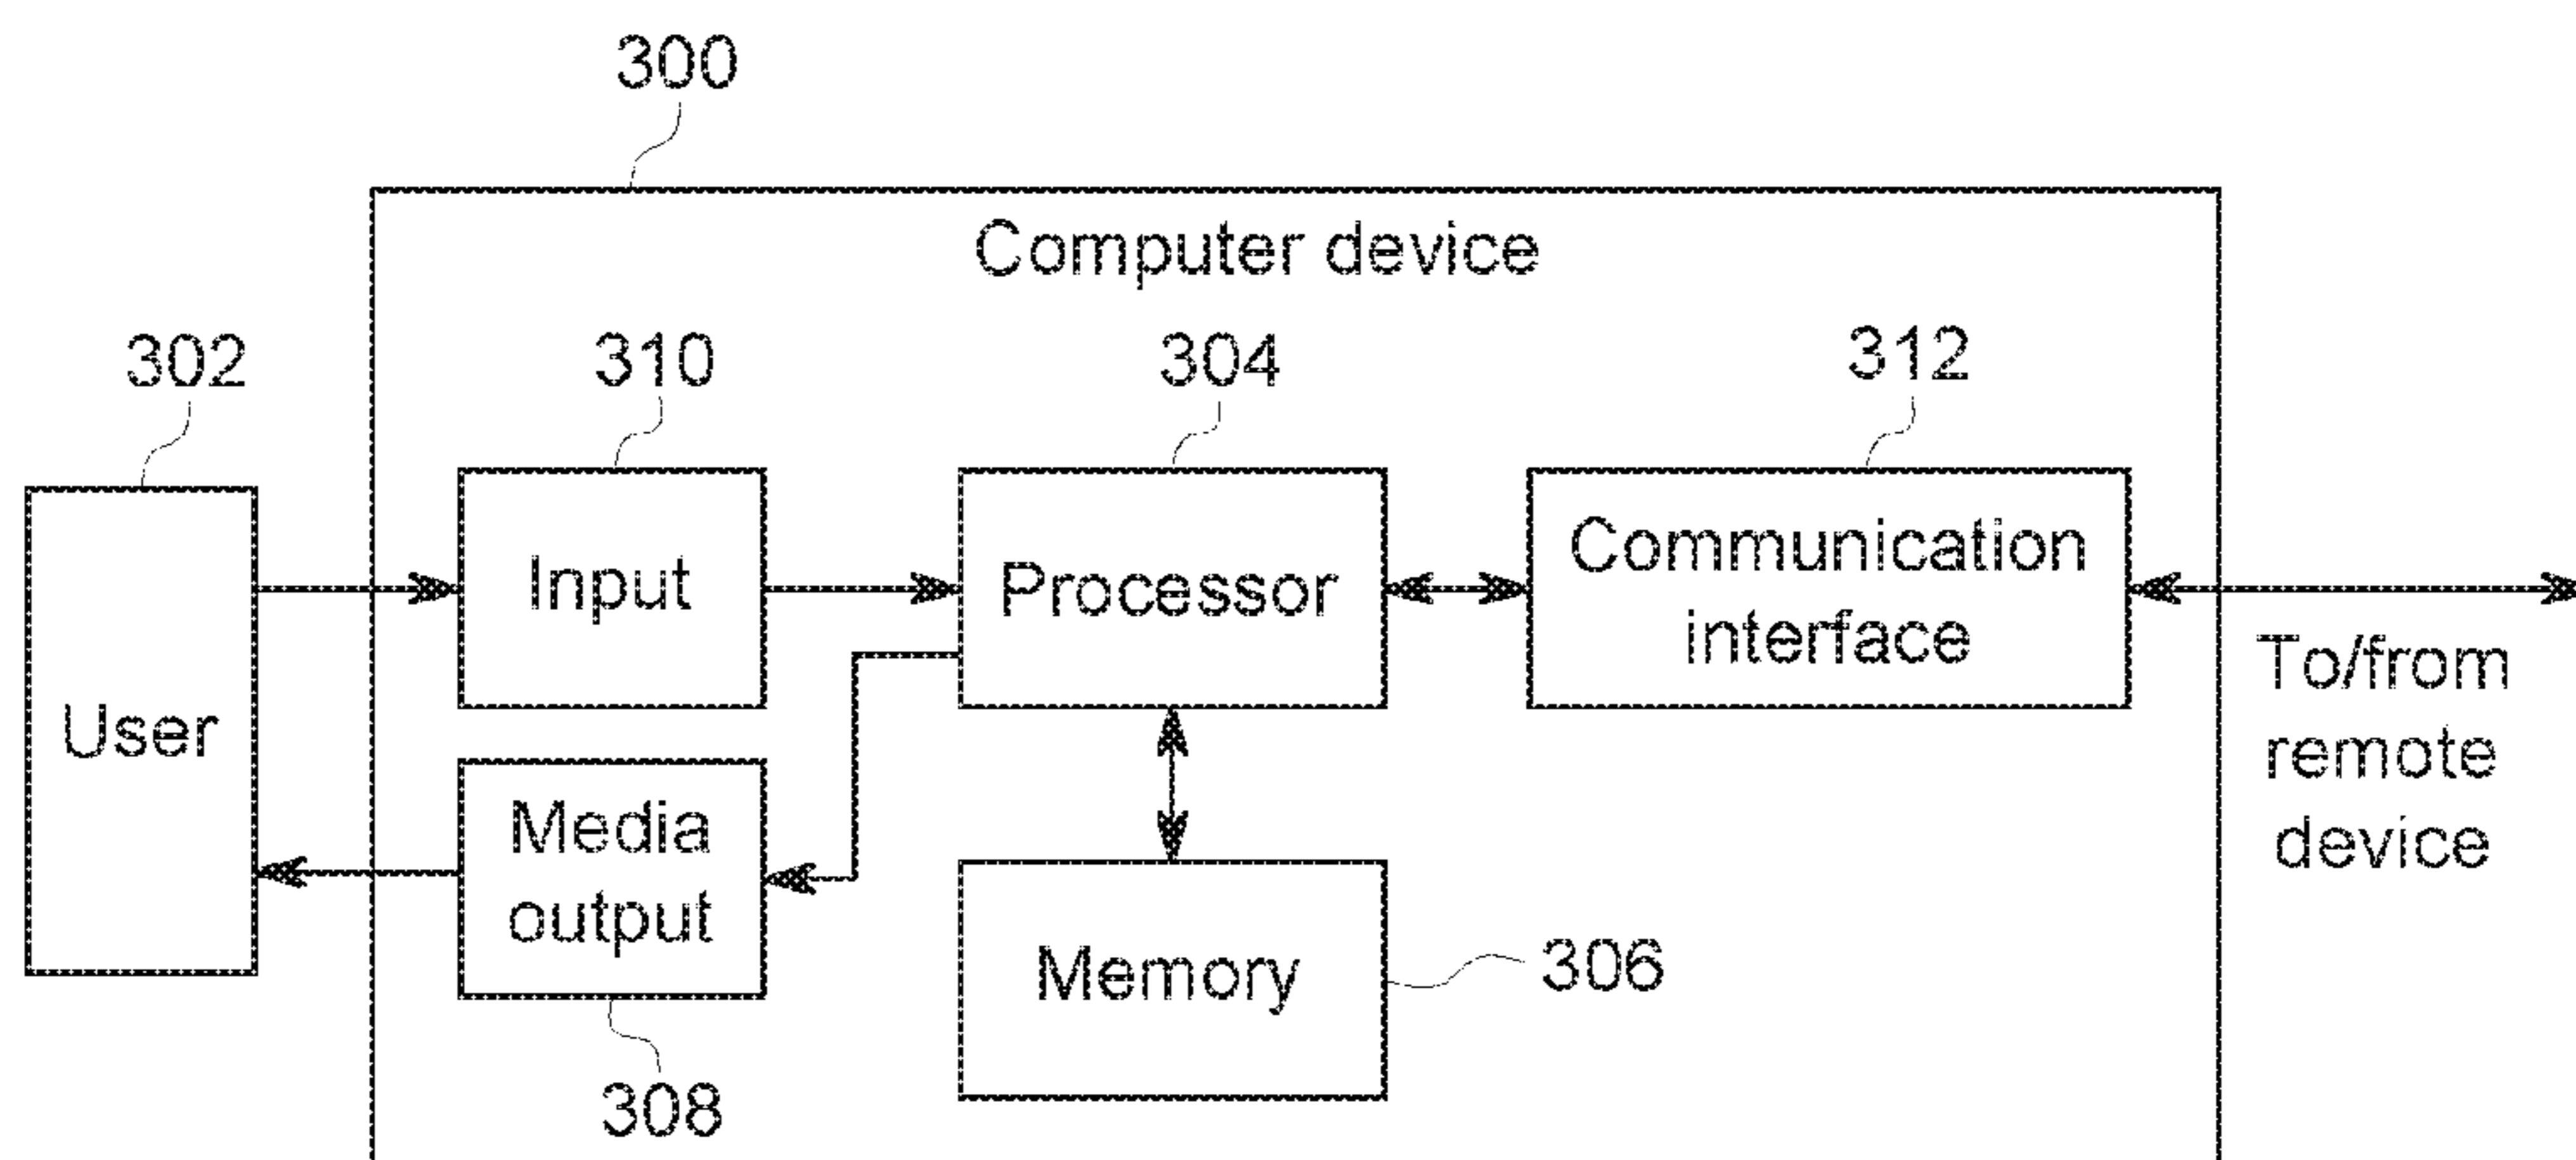 300
Computer device
302
310
304
312
User
Input
Processor
Communication
interface
To/from
remote
device
Media
output
Memory
306
308